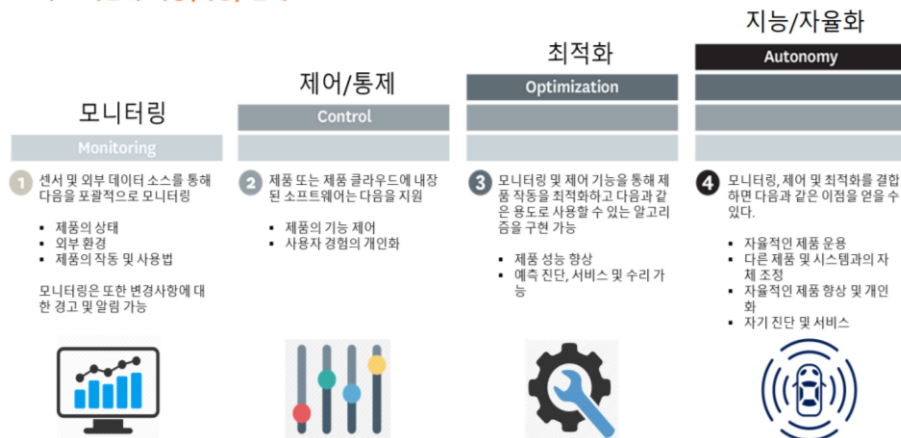 지능/자율화
Autonomy
최적화
Optimization
제어/통제
Control
모니터링
Monitoring
1 센서 및 외부 데이터 소스를 통해
다음을 포괄적으로 모니터링
▪ 제품의 상태
▪ 외부 환경
▪ 제품의 작동 및 사용법
모니터링은 또한 변경사항에 대
한 경고 및 알림 가능
2 제품 또는 제품 클라우드에 내장
된 소프트웨어는 다음을 지원
▪ 제품의 기능 제어
▪ 사용자 경험의 개인화
3 모니터링 및 제어 기능을 통해 제
품 작동을 최적화하고 다음과 같
은 용도로 사용할 수 있는 알고리
즘을 구현 가능
▪ 제품 성능 향상
▪ 예측 진단, 서비스 및 수리 가
능
4 모니터링, 제어 및 최적화를 결합
하면 다음과 같은 이점을 얻을 수
있다.
▪ 자율적인 제품 운용
▪ 다른 제품 및 시스템과의 자
체 조정
▪ 자율적인 제품 향상 및 개인
화
▪ 자기 진단 및 서비스